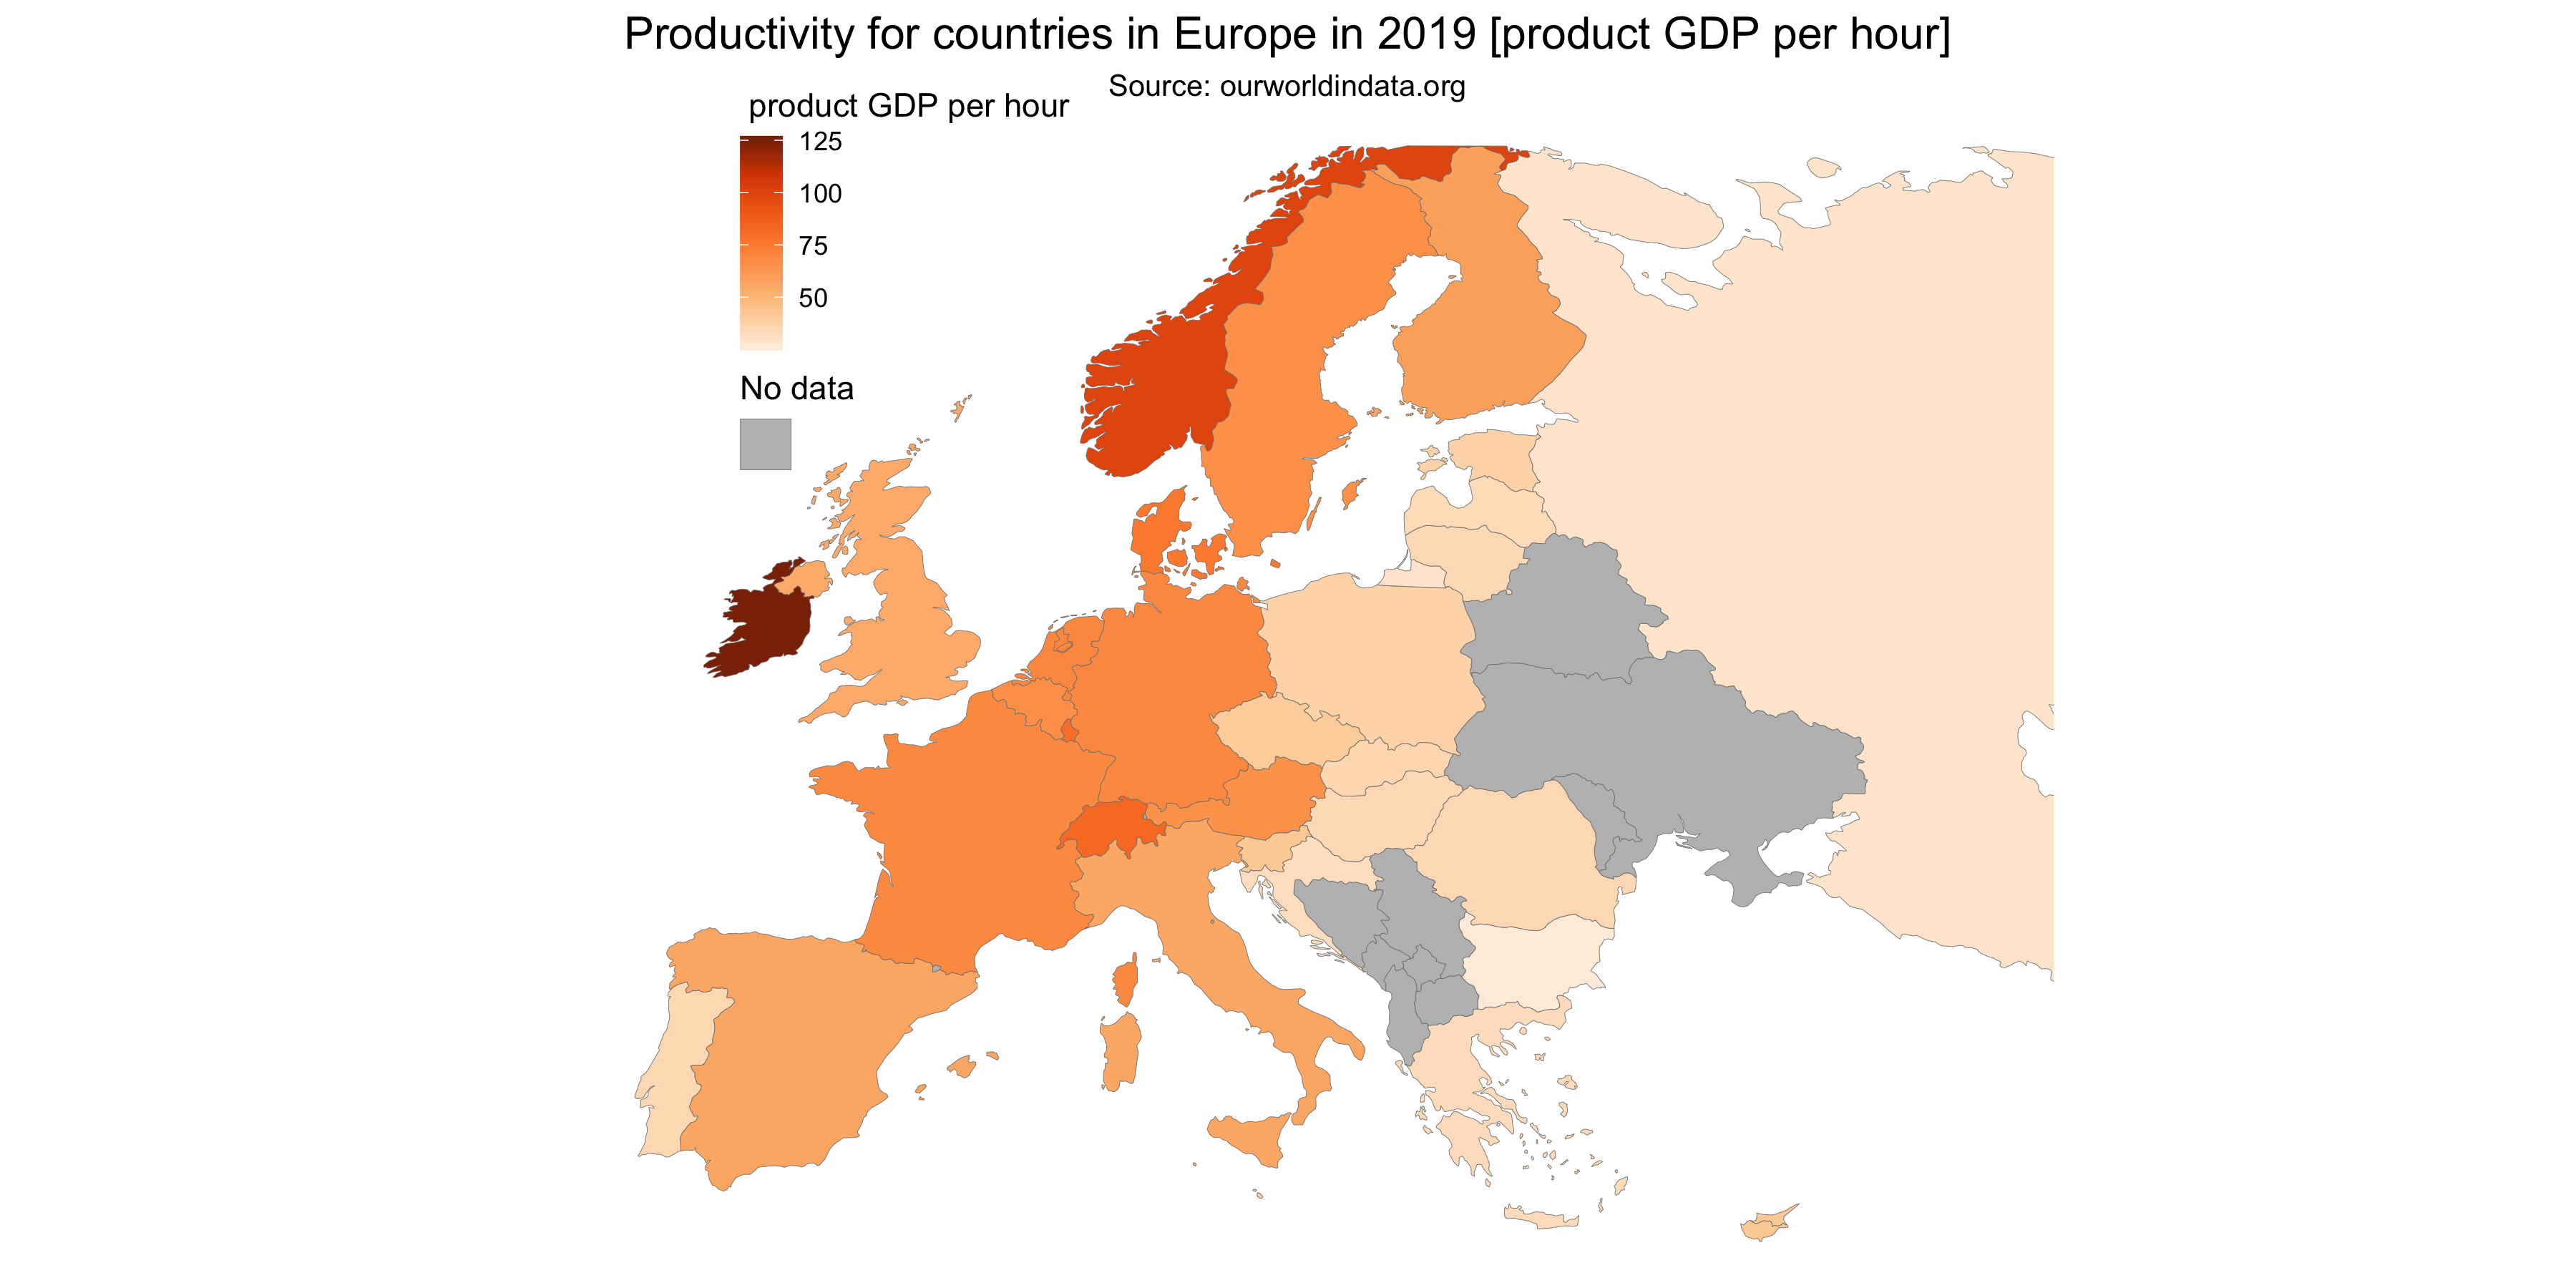 Productivity for countries in Europe in 2019 [product GDP per hour]
Source: ourworldindata.org
product GDP per hour
125
100
75
50
No data